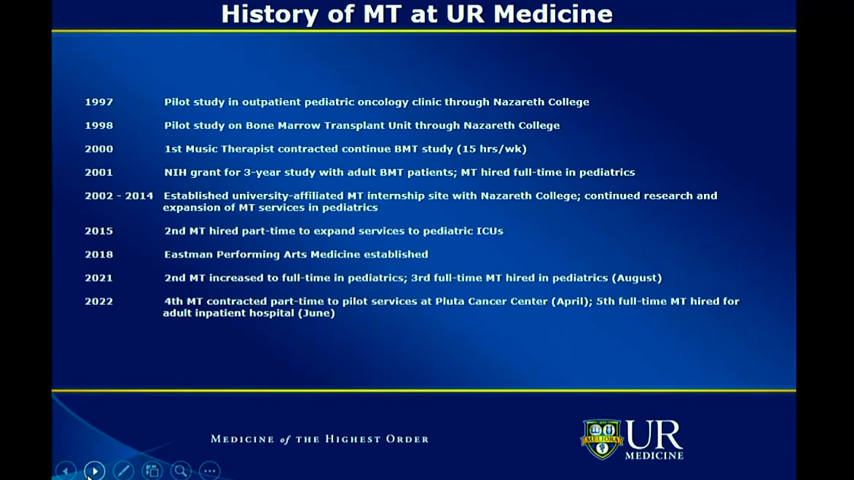 History of MT at UR Medicine
1997 Pilot study in outpatient pediatric oncology clinic through Nazareth College
1998 Pilot study on Bone Marrow Transplant Unit through Nazareth College
2000 1st Music Therapist contracted continue BMT study (15 hrs/wk)
2001 NIH grant for 3-year study with adult BMT patients; MT hired full-time in pediatrics
2002 - 2014 Established university-affiliated MT internship site with Nazareth College; continued research and
expansion of MT services in pediatrics
2015 2nd MT hired part-time to expand services to pediatric ICUs
2018 Eastman Performing Arts Medicine established
2021 2nd MT increased to full-time in pediatrics; 3rd full-time MT hired in pediatrics (August)
2022 4th MT contracted part-time to pilot services at Pluta Cancer Center (April); 5th full-time MT hired for
adult inpatient hospital (June)
MEDICINE of THE HIGHEST ORDER
MELIORA
UR
MEDICINE